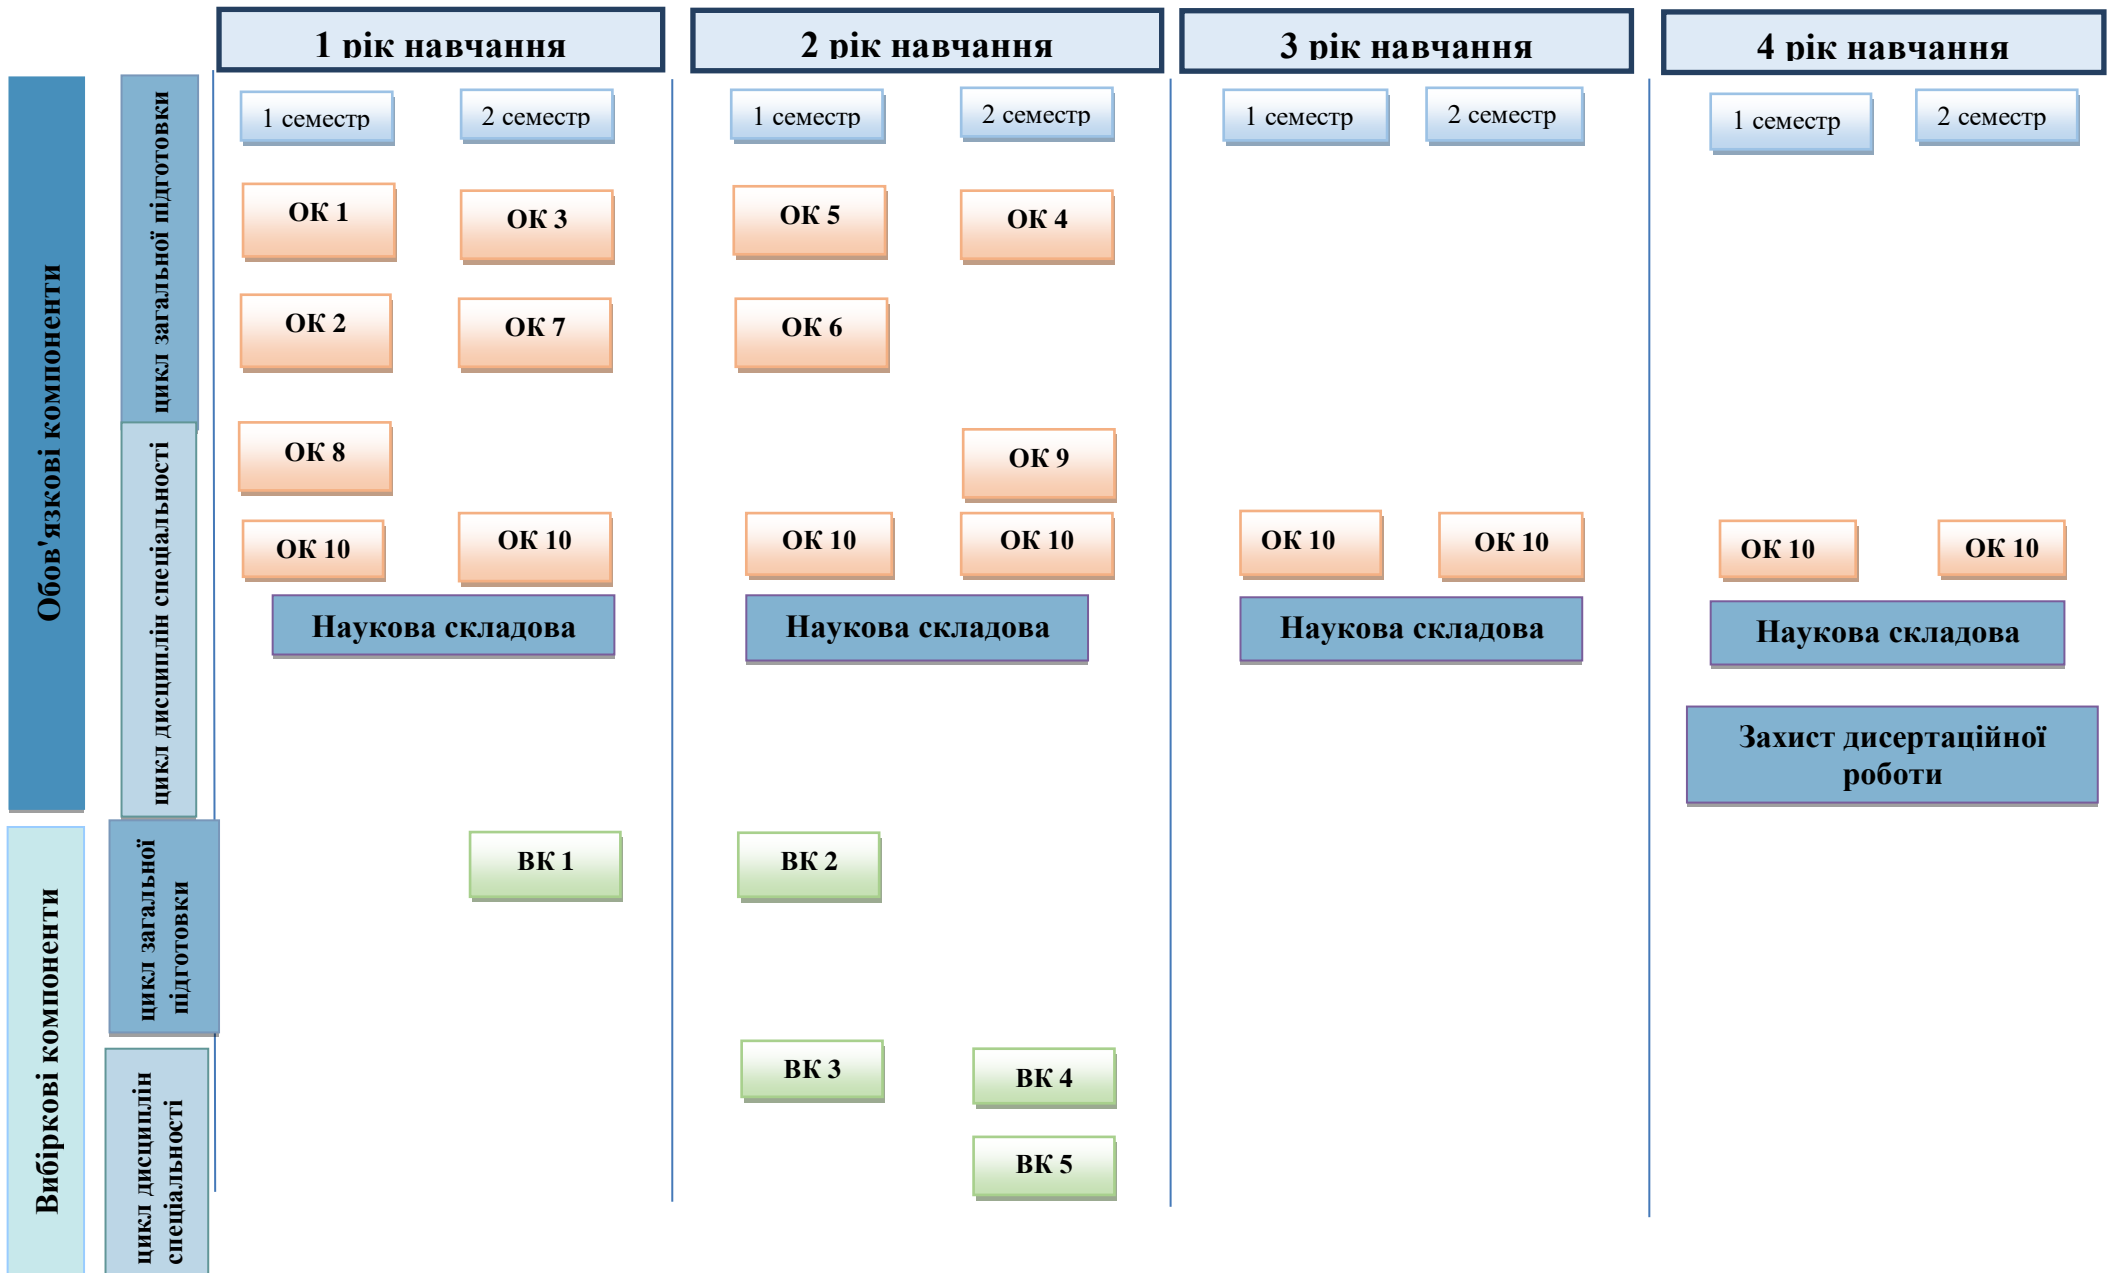 1 рік навчання
2 рік навчання
3 рік навчання
4 рік навчання
1 семестр
2 семестр
1 семестр
2 семестр
1 семестр
2 семестр
1 семестр
2 семестр
Обов'язкові компоненти
цикл загальної підготовки
ОК 1
ОК 3
ОК 5
ОК 4
ОК 2
ОК 7
ОК 6
цикл дисциплін спеціальності
ОК 8
ОК 9
ОК 10
ОК 10
ОК 10
ОК 10
ОК 10
ОК 10
ОК 10
ОК 10
Наукова складова
Наукова складова
Наукова складова
Наукова складова
Захист дисертаційної
роботи
Вибіркові компоненти
цикл загальної
підготовки
ВК 1
ВК 2
цикл дисциплін
спеціальності
ВК 3
ВК 4
ВК 5